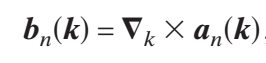 bₙ(k) = ∇ₖ × aₙ(k),